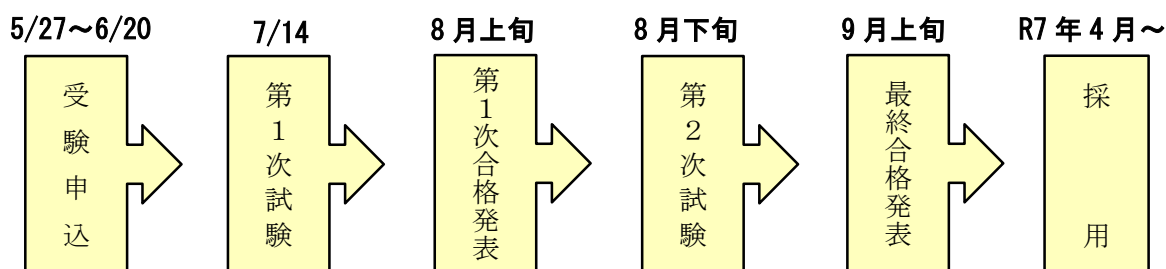 5/27～6/20
7/14
8月上旬
8月下旬
9月上旬
R7年4月～
受験申込
第1次試験
第1次合格発表
第2次試験
最終合格発表
採用